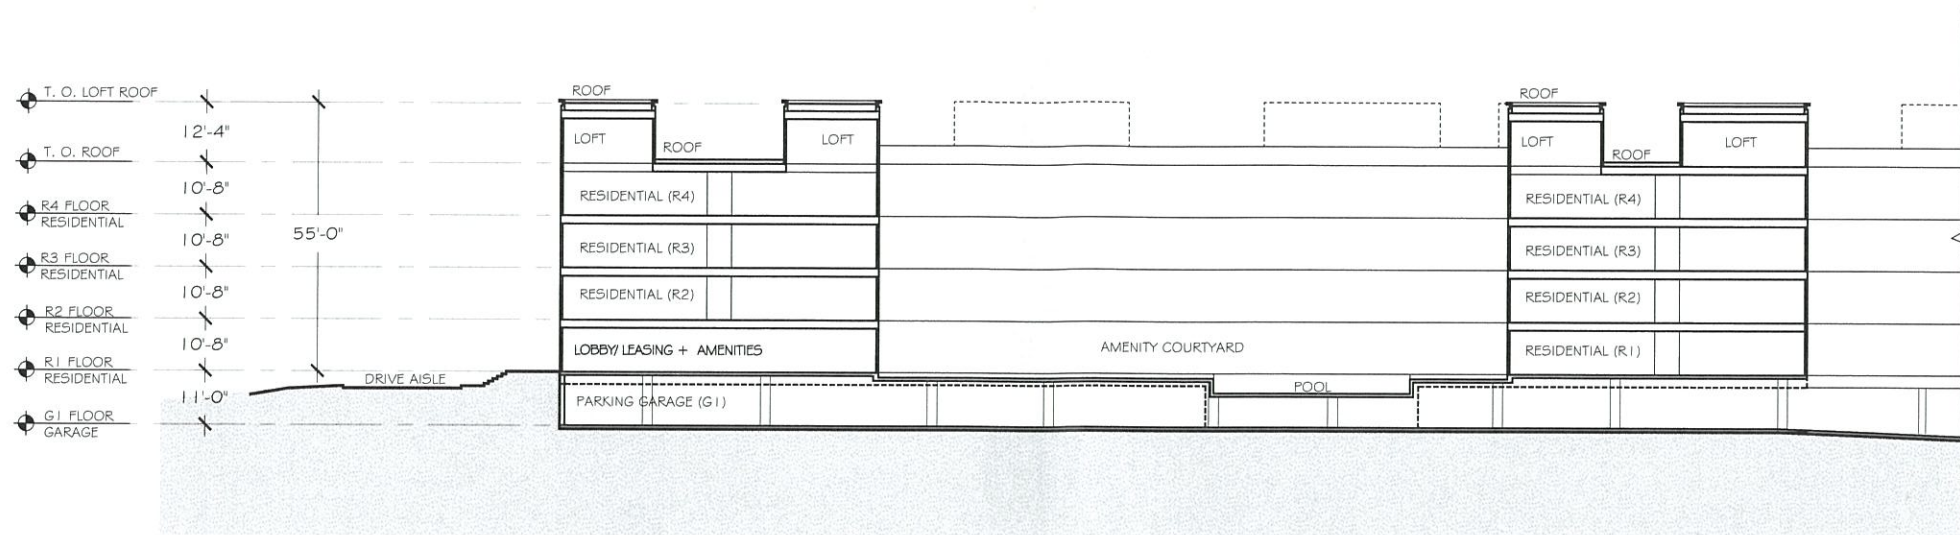 T. O. LOFT ROOF
12'-4"
T. O. ROOF
10'-8"
R4 FLOOR
RESIDENTIAL
10'-8"
R3 FLOOR
RESIDENTIAL
10'-8"
R2 FLOOR
RESIDENTIAL
10'-8"
R1 FLOOR
RESIDENTIAL
11'-0"
G1 FLOOR
GARAGE
55'-0"
DRIVE AISLE
ROOF
LOFT
ROOF
LOFT
RESIDENTIAL (R4)
RESIDENTIAL (R3)
RESIDENTIAL (R2)
LOBBY/ LEASING + AMENITIES
PARKING GARAGE (G1)
AMENITY COURTYARD
POOL
ROOF
LOFT
ROOF
LOFT
RESIDENTIAL (R4)
RESIDENTIAL (R3)
RESIDENTIAL (R2)
RESIDENTIAL (R1)